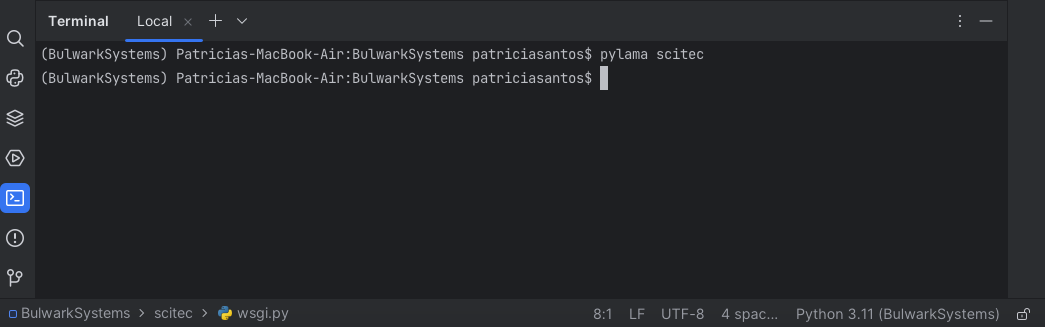 Terminal Local
(BulwarkSystems) Patricias-MacBook-Air:BulwarkSystems patriciasantos$ pylama scitec
(BulwarkSystems) Patricias-MacBook-Air:BulwarkSystems patriciasantos$
BulwarkSystems > scitec > wsgi.py 8:1 LF UTF-8 4 spac... Python 3.11 (BulwarkSystems)